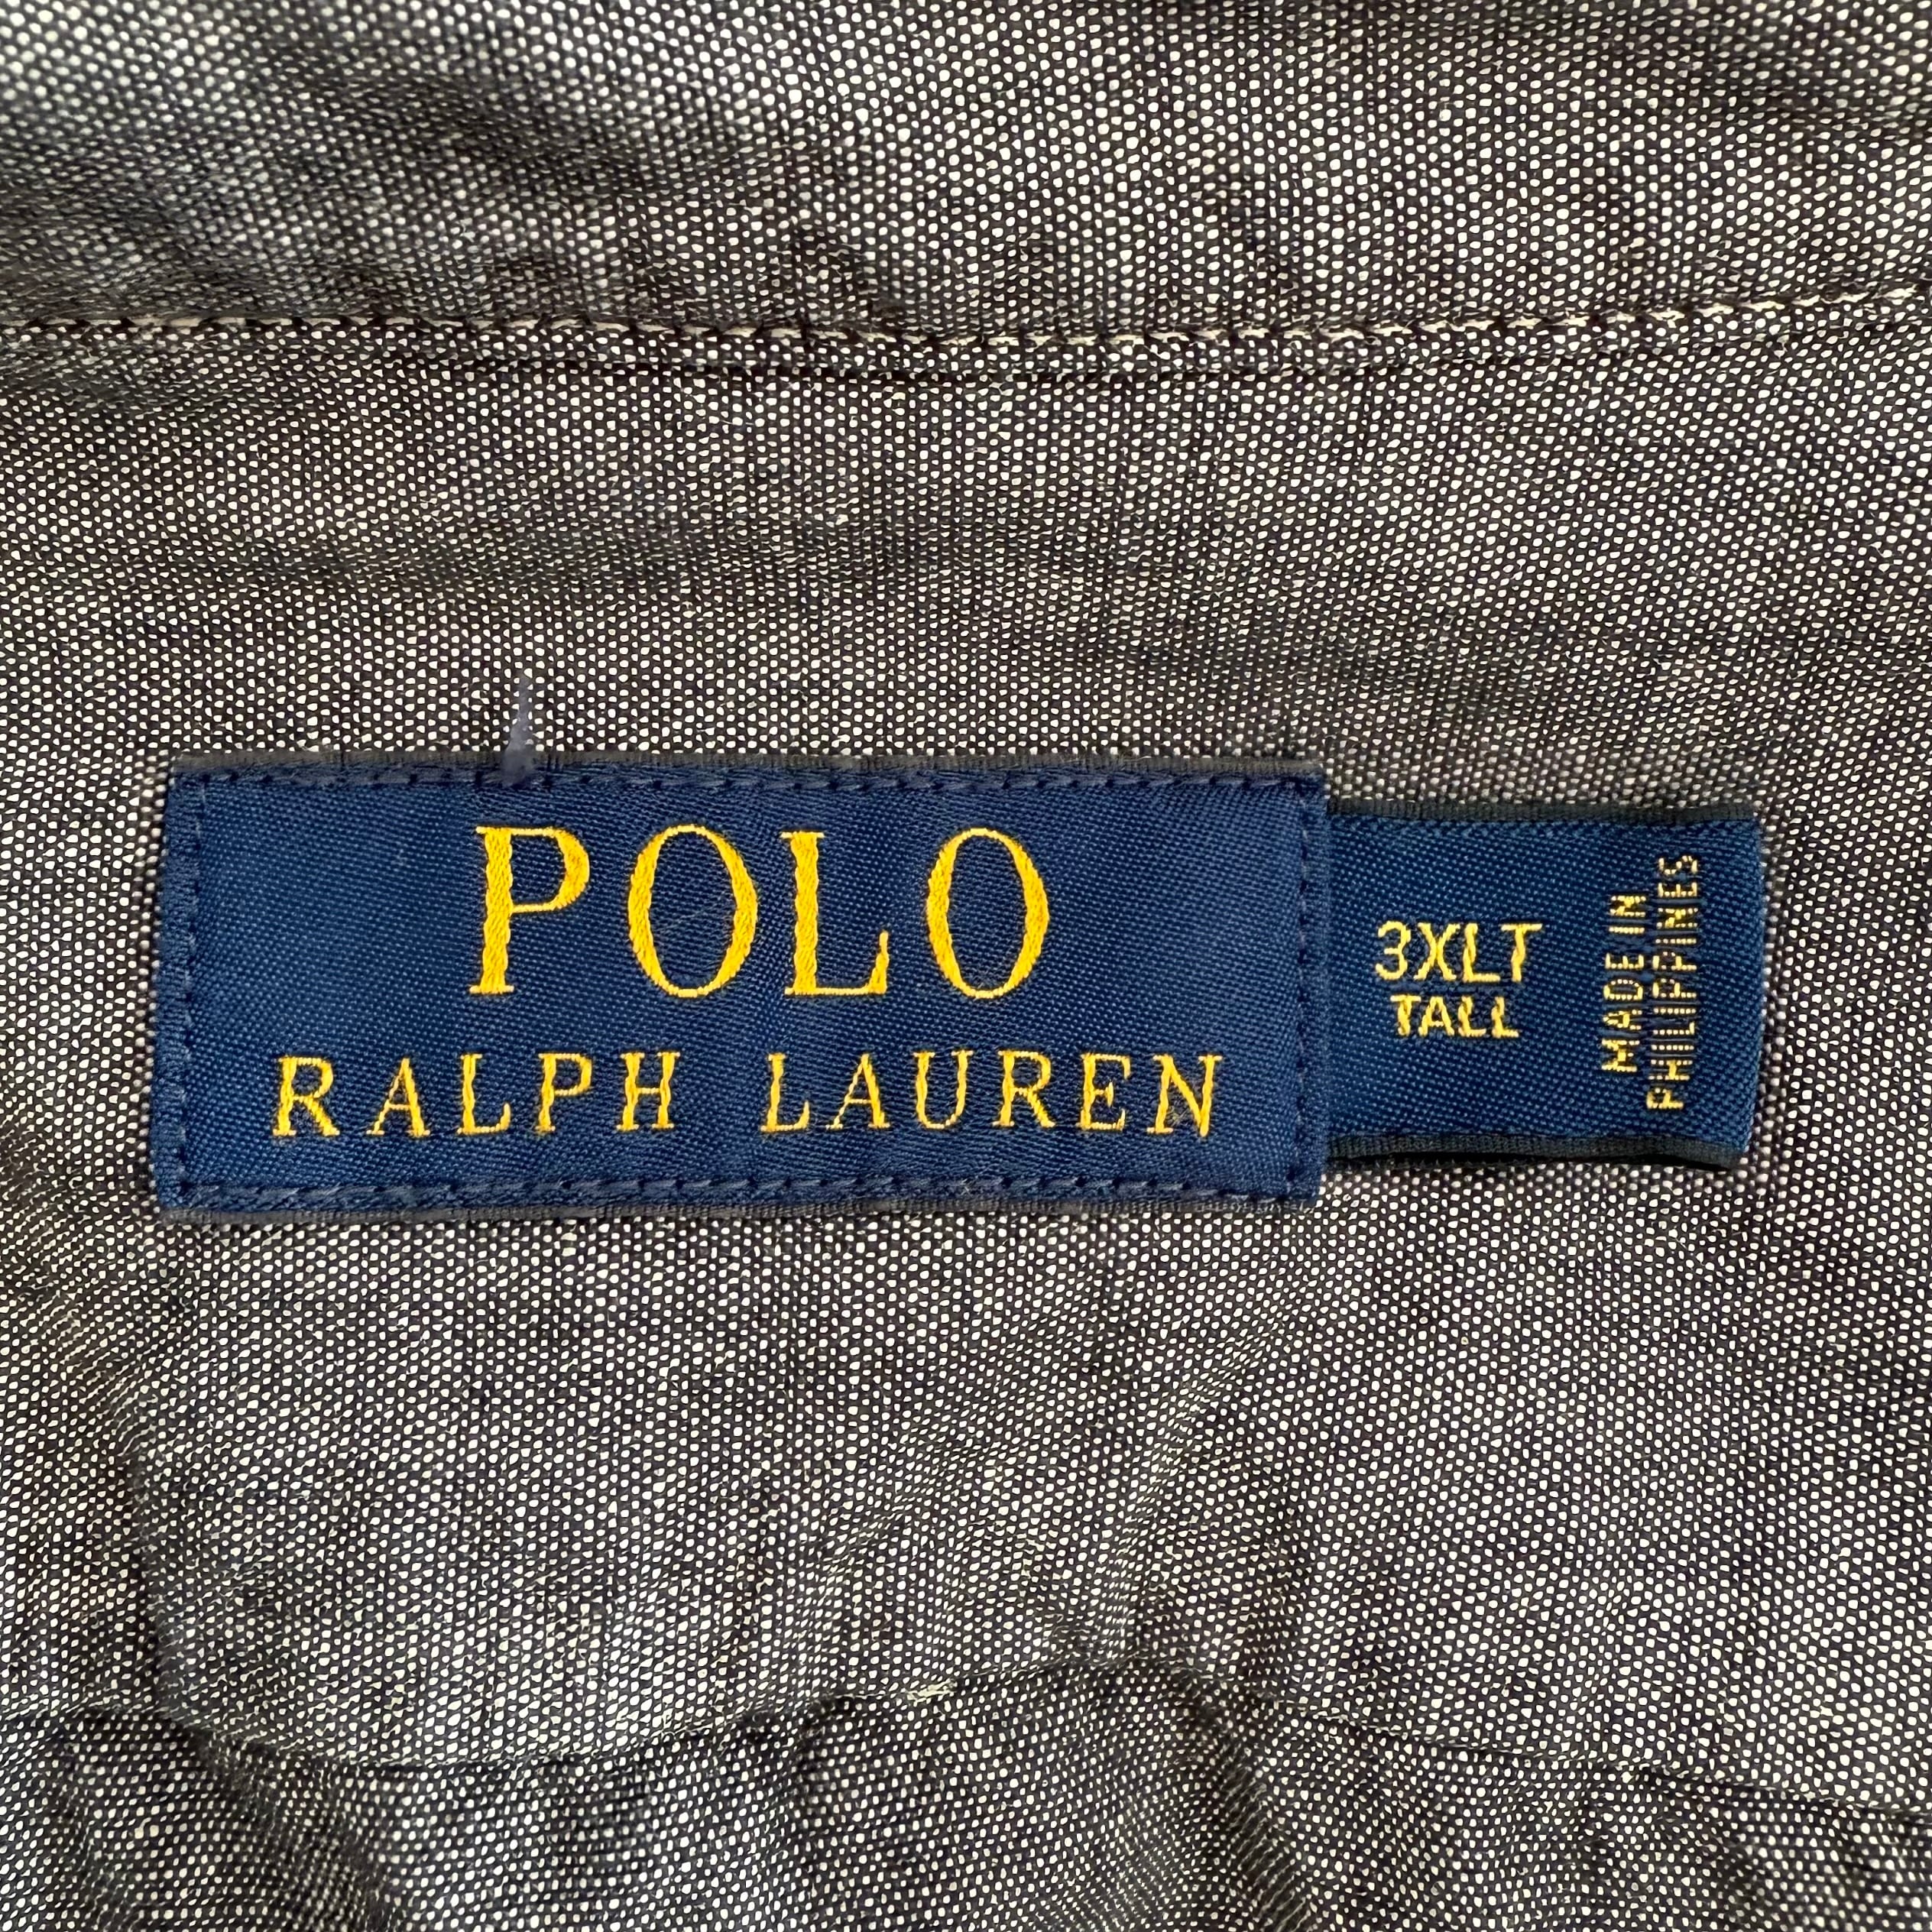 POLO
RALPH LAUREN
3XLT
TALL
MADE IN
PHILIPPINES